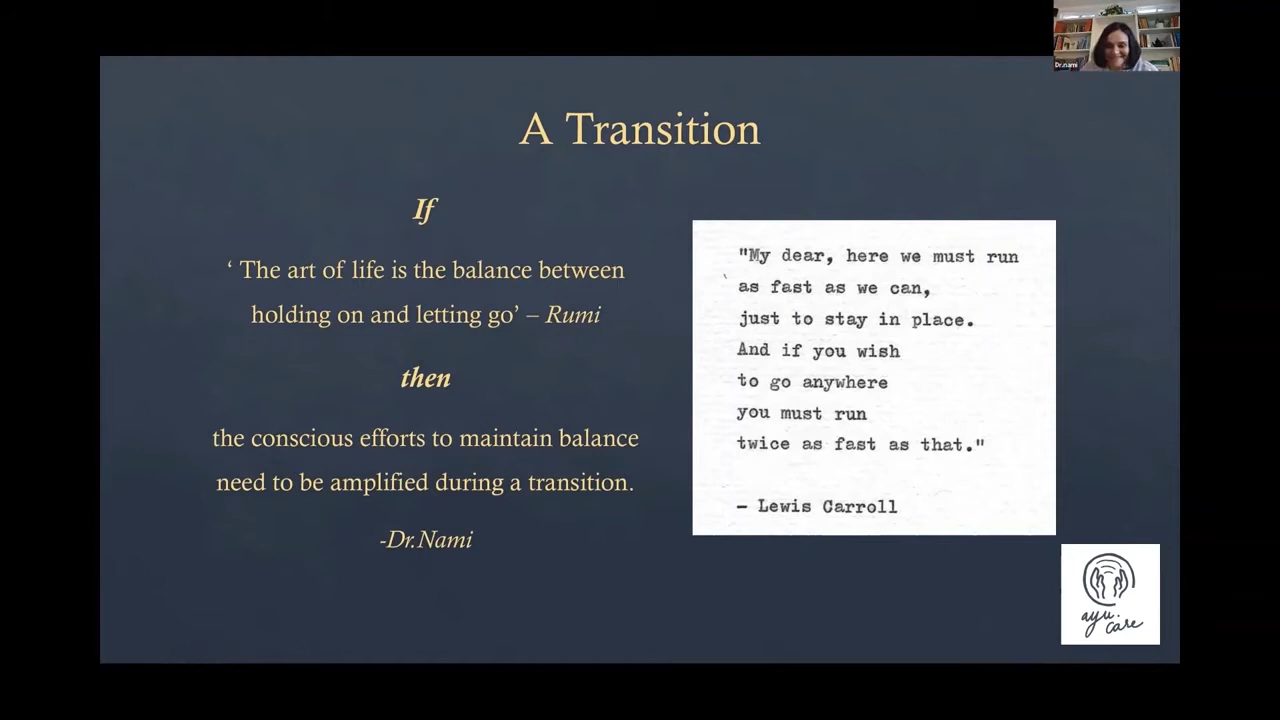 A Transition
If
‘ The art of life is the balance between
holding on and letting go’ – Rumi
then
the conscious efforts to maintain balance
need to be amplified during a transition.
-Dr.Nami
"My dear, here we must run
as fast as we can,
just to stay in place.
And if you wish
to go anywhere
you must run
twice as fast as that."
– Lewis Carroll
ayu.
care
Dr.nami